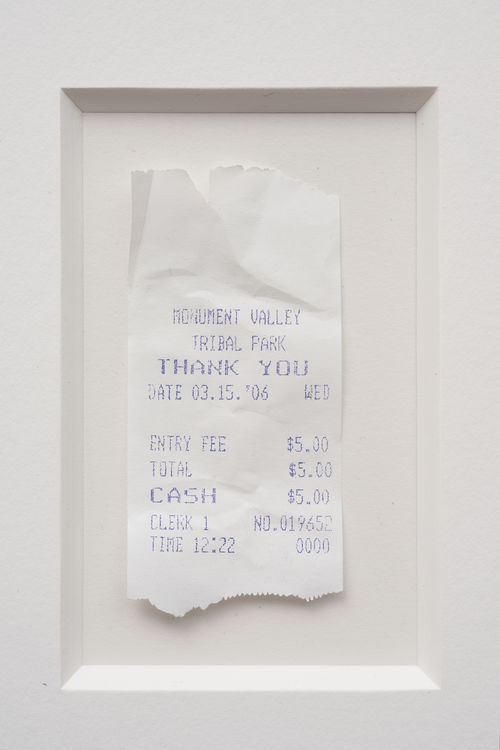 MONUMENT VALLEY
TRIBAL PARK
THANK YOU
DATE 03.15.'06 WED
ENTRY FEE $5.00
TOTAL $5.00
CASH $5.00
CLERK 1 NO.019652
TIME 12:22 0000